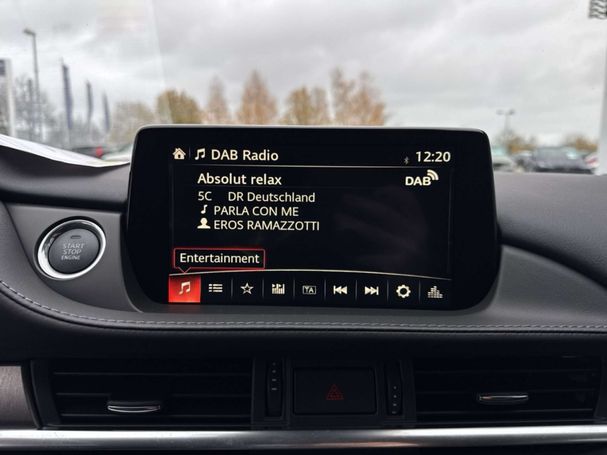 DAB Radio
12:20
Absolut relax
DAB
5C DR Deutschland
PARLA CON ME
EROS RAMAZZOTTI
Entertainment
TA
START
STOP
ENGINE